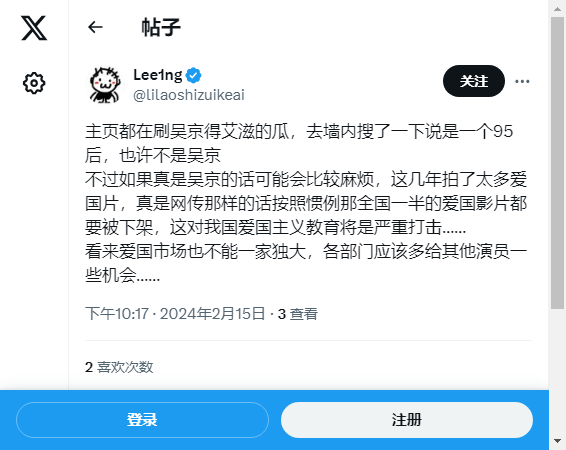 帖子
Lee1ng
@lilaoshizuikeai
关注
主页都在刷吴京得艾滋的瓜，去墙内搜了一下说是一个95
后，也许不是吴京
不过如果真是吴京的话可能会比较麻烦，这几年拍了太多爱
国片，真是网传那样的话按照惯例那全国一半的爱国影片都
要被下架，这对我国爱国主义教育将是严重打击......
看来爱国市场也不能一家独大，各部门应该多给其他演员一
些机会......
下午10:17 · 2024年2月15日 · 3 查看
2 喜欢次数
登录
注册